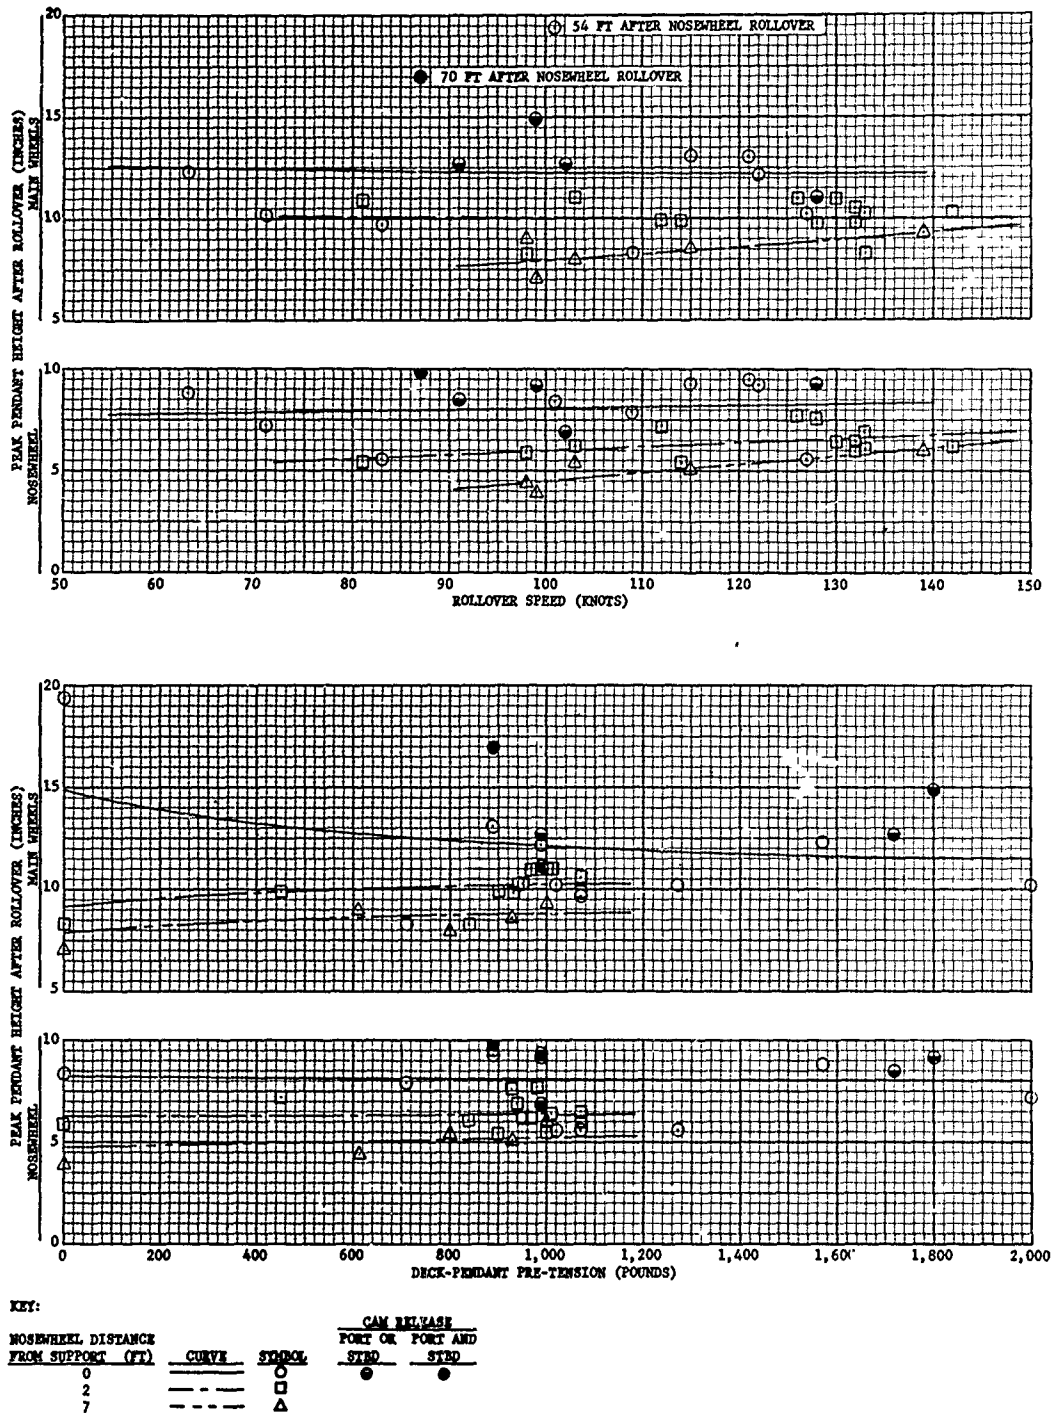 20
54 FT AFTER NOSEWHEEL ROLLOVER
70 FT AFTER NOSEWHEEL ROLLOVER
15
10
5
PEAK PENDANT HEIGHT AFTER ROLLOVER (INCHES)
MAIN WHEELS
NOSEWHEEL
10
5
0
50 60 70 80 90 100 110 120 130 140 150
ROLLOVER SPEED (KNOTS)
20
15
10
5
PEAK PENDANT HEIGHT AFTER ROLLOVER (INCHES)
MAIN WHEELS
NOSEWHEEL
10
5
0
0 200 400 600 800 1,000 1,200 1,400 1,600 1,800 2,000
DECK-PENDANT PRE-TENSION (POUNDS)
KEY:
CAM RELEASE
NOSEWHEEL DISTANCE PORT OR PORT AND
FROM SUPPORT (FT) CURVE SYMBOL STBD STBD
0
2
7